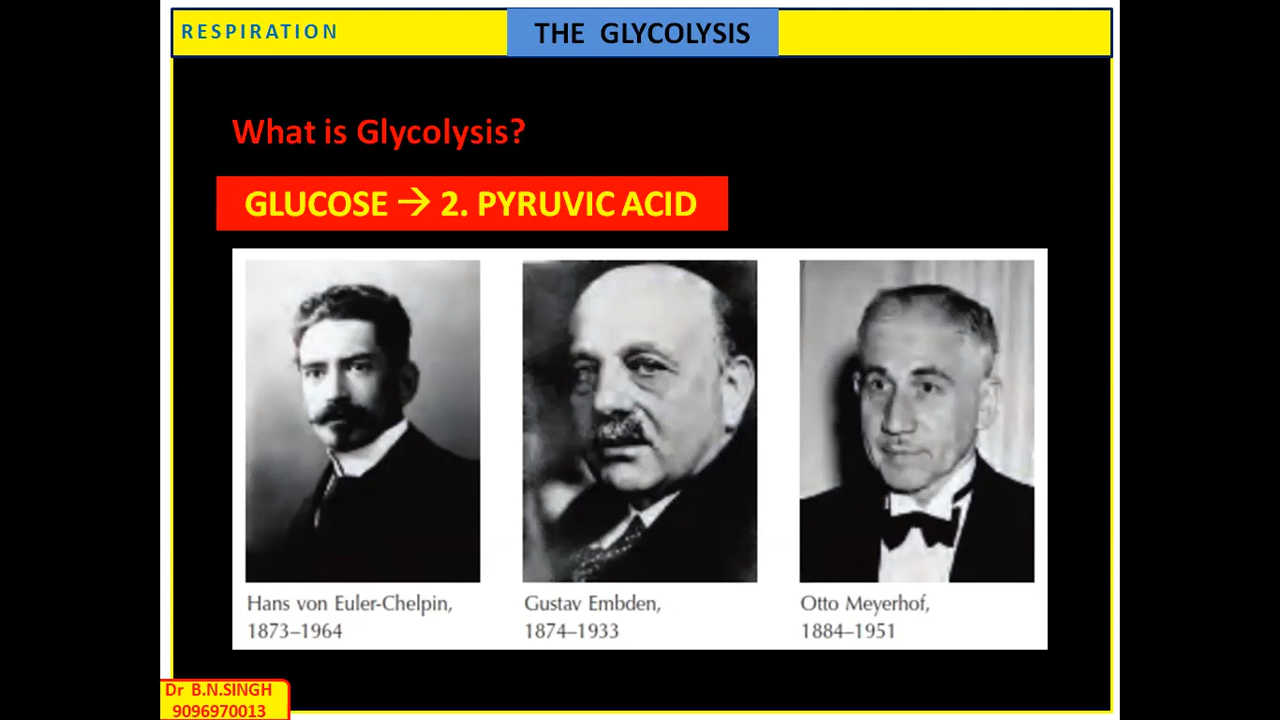 RESPIRATION
THE GLYCOLYSIS
What is Glycolysis?
GLUCOSE → 2. PYRUVIC ACID
Hans von Euler-Chelpin,
1873–1964
Gustav Embden,
1874–1933
Otto Meyerhof,
1884–1951
Dr B.N.SINGH
9096970013